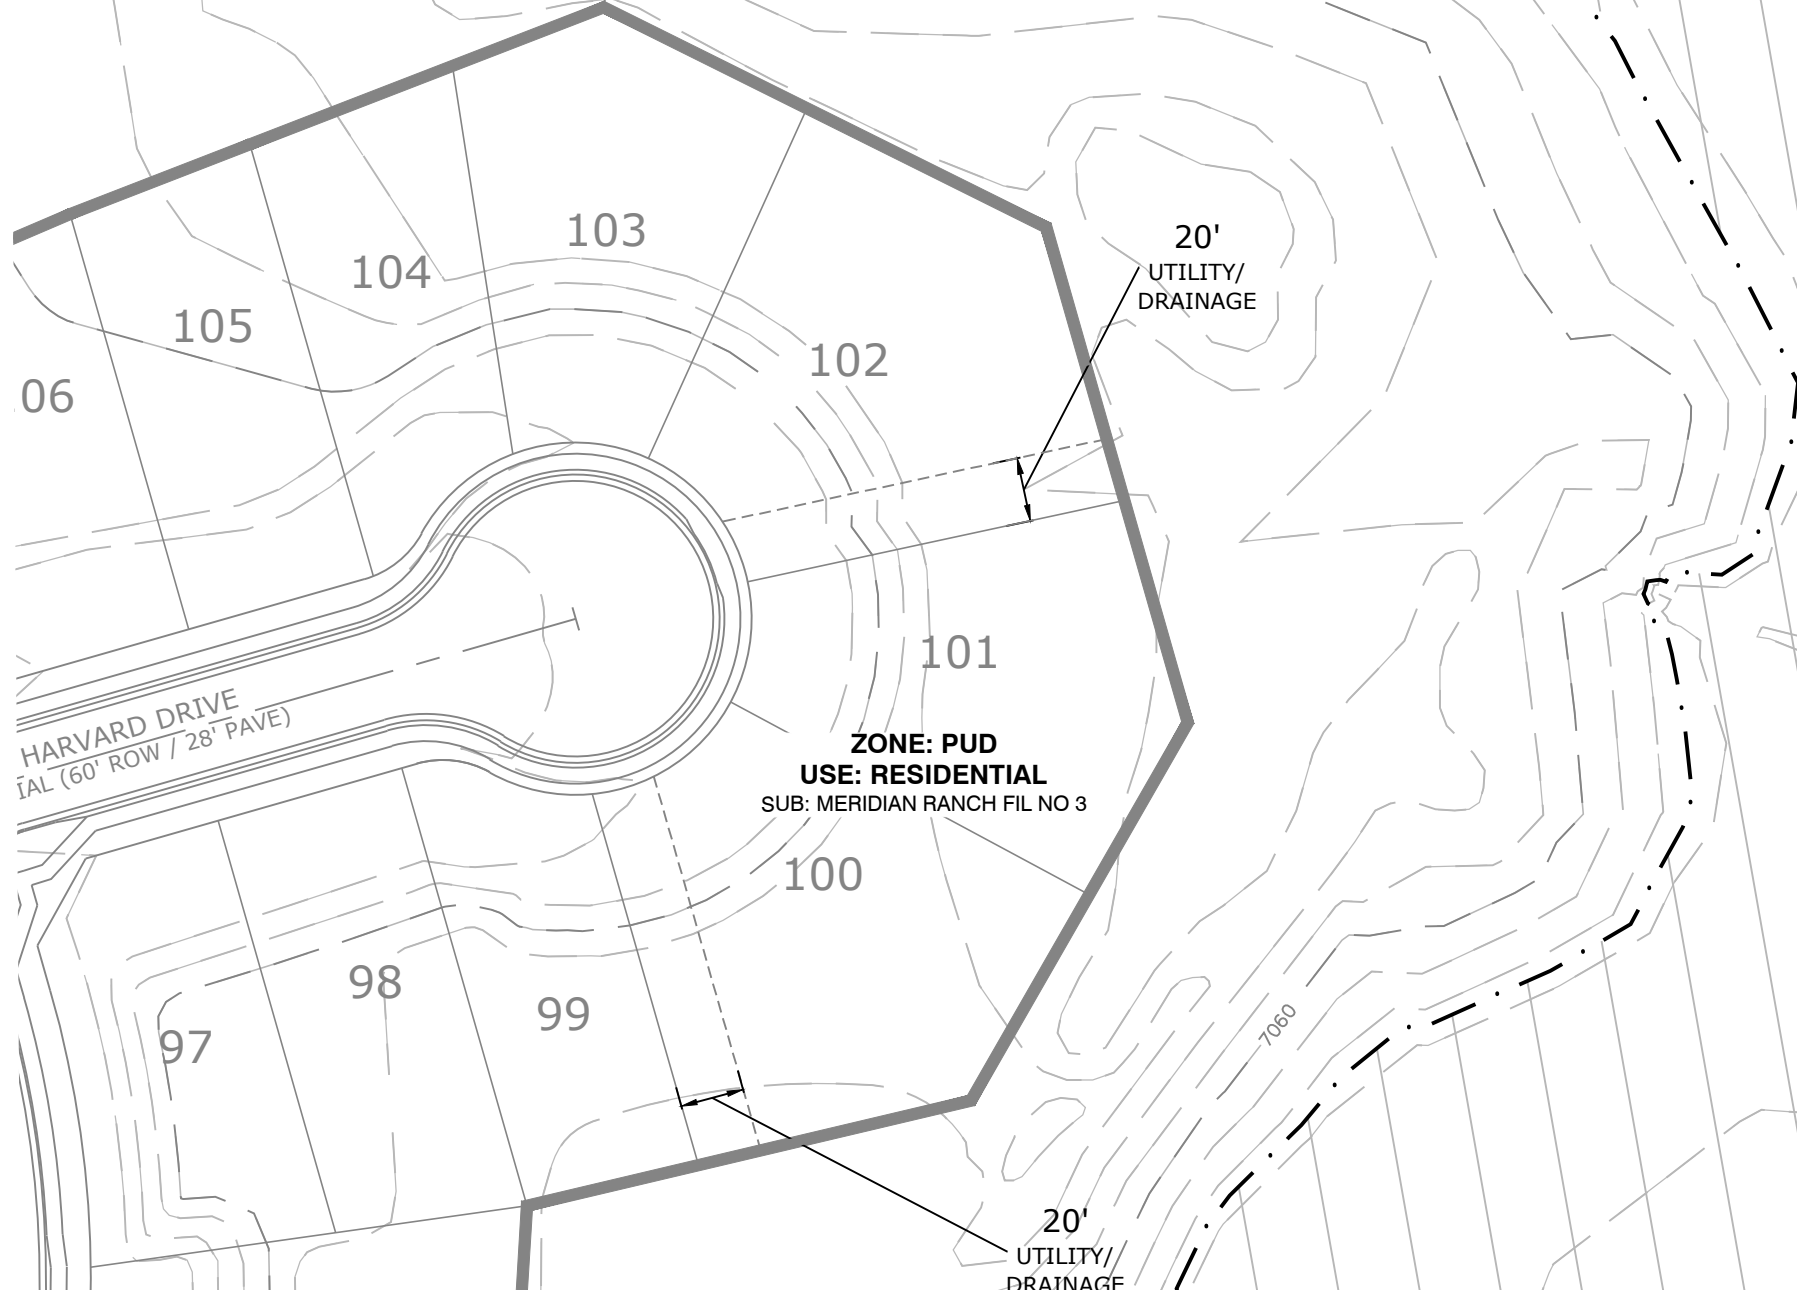 103
104
105
102
06
20'
UTILITY/
DRAINAGE
101
HARVARD DRIVE
IAL (60' ROW / 28' PAVE)
ZONE: PUD
USE: RESIDENTIAL
SUB: MERIDIAN RANCH FIL NO 3
100
98
99
97
7060
20'
UTILITY/
DRAINAGE